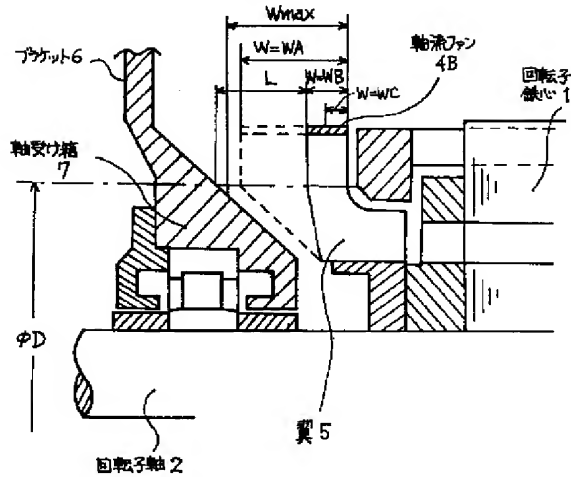 Wmax
W=WA
L
W=WB
W=WC
軸流ファン
4B
回転子
鉄心 1
ブラケット6
軸受け箱
7
φD
翼 5
回転子軸 2